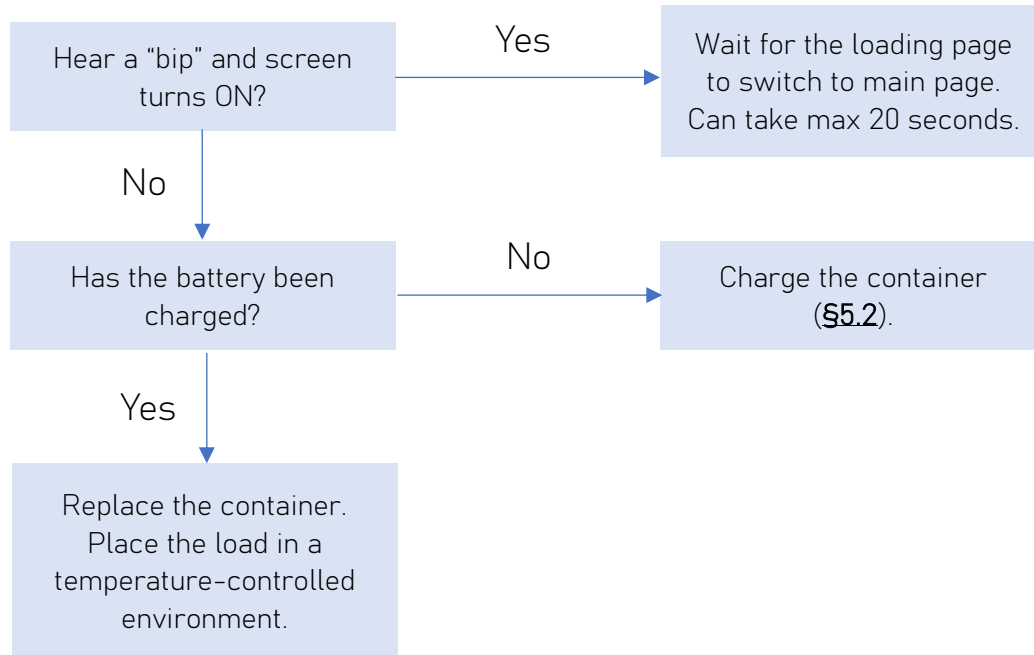 Hear a “bip” and screen
turns ON?
Yes
Wait for the loading page
to switch to main page.
Can take max 20 seconds.
No
Has the battery been
charged?
No
Charge the container
(§5.2).
Yes
Replace the container.
Place the load in a
temperature-controlled
environment.